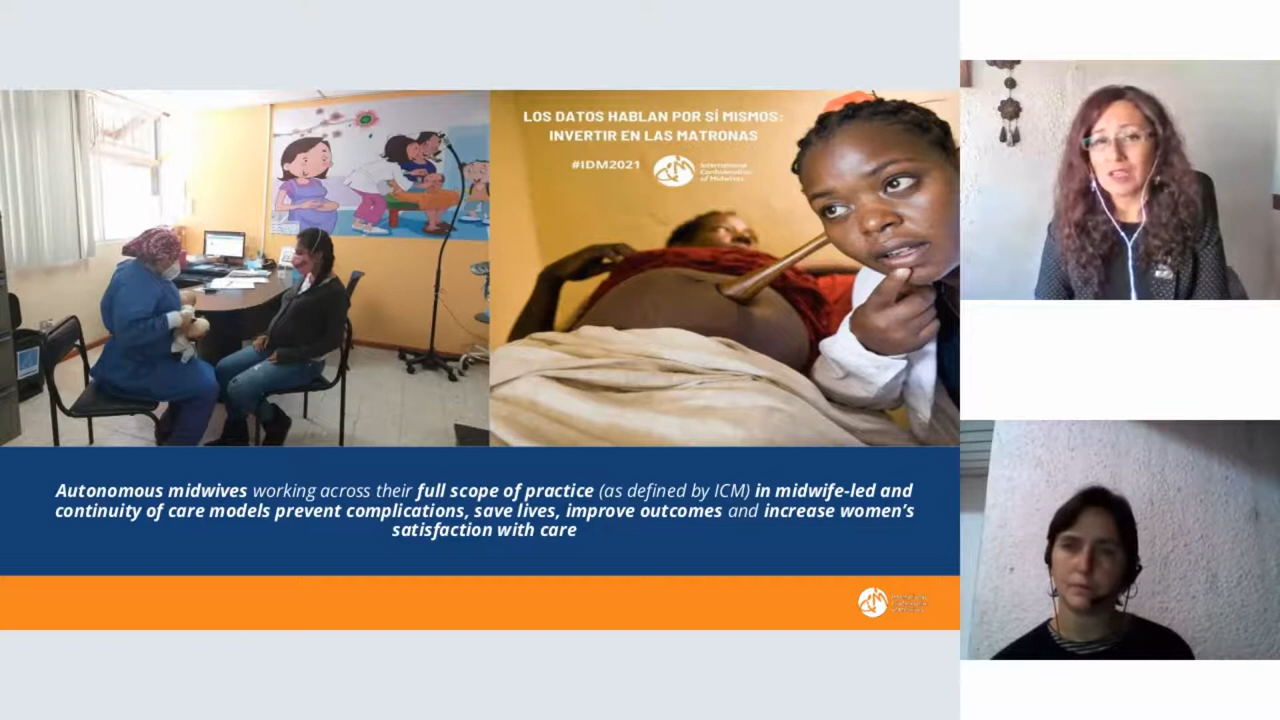 LOS DATOS HABLAN POR SÍ MISMOS:
INVERTIR EN LAS MATRONAS
#IDM2021
International
Confederation
of Midwives
Autonomous midwives working across their full scope of practice (as defined by ICM) in midwife-led and
continuity of care models prevent complications, save lives, improve outcomes and increase women's
satisfaction with care